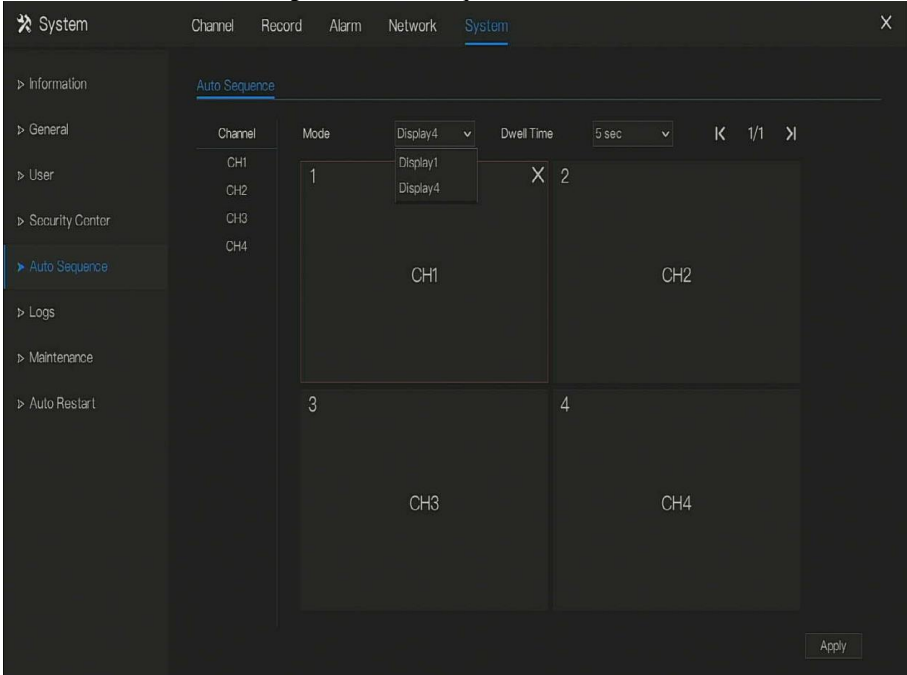 System
Channel Record Alarm Network System X
Information
General
User
Security Center
Auto Sequence
Logs
Maintenance
Auto Restart
Auto Sequence
Channel
CH1
CH2
CH3
CH4
Mode Display4 Dwell Time 5 sec 1/1
Display1
Display4
1 X
CH1
2
CH2
3
CH3
4
CH4
Apply